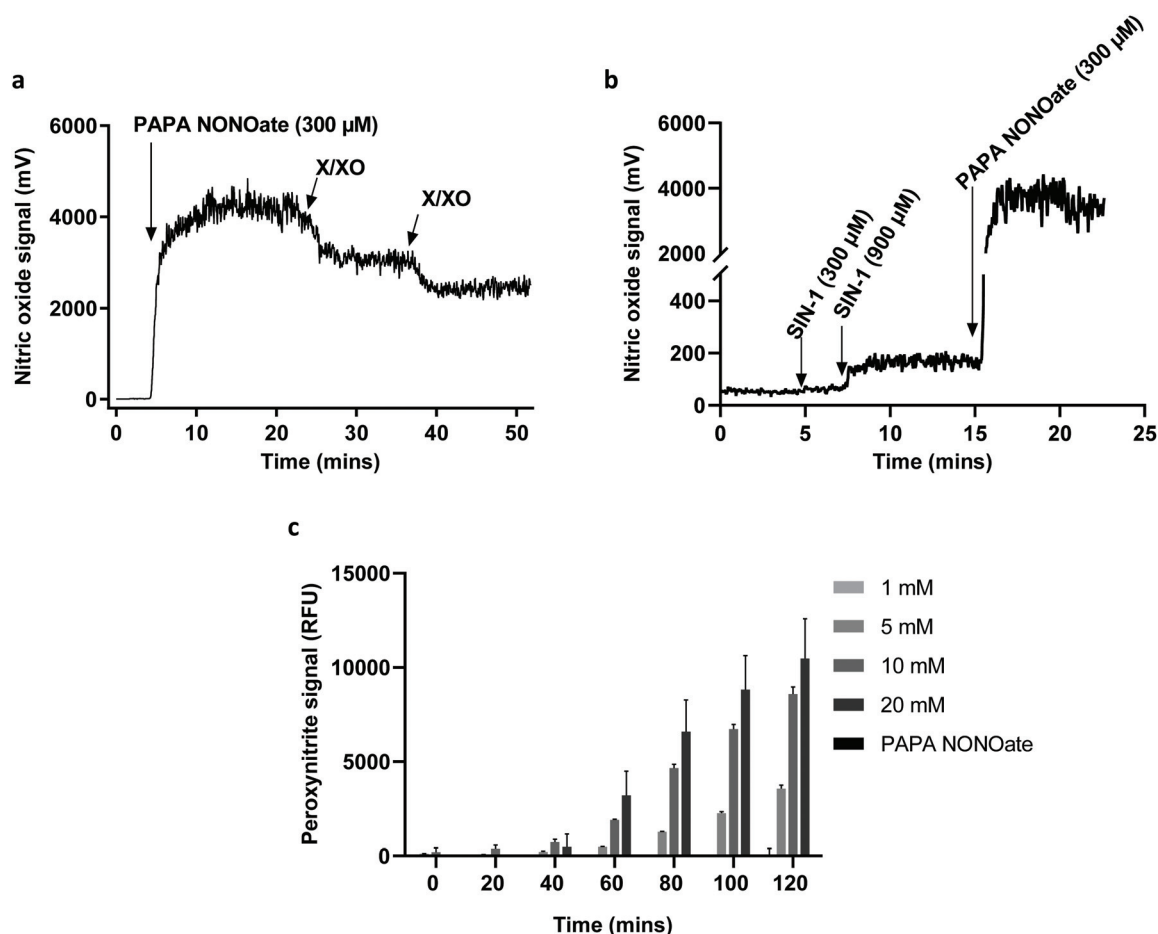 a
PAPA NONOate (300 µM)
X/XO
X/XO
Nitric oxide signal (mV)
6000
4000
2000
0
0 10 20 30 40 50
Time (mins)
b
PAPA NONOate (300 µM)
SIN-1 (300 µM)
SIN-1 (900 µM)
Nitric oxide signal (mV)
6000
4000
2000
400
200
0
0 5 10 15 20 25
Time (mins)
c
Peroxynitrite signal (RFU)
15000
10000
5000
0
0 20 40 60 80 100 120
Time (mins)
1 mM
5 mM
10 mM
20 mM
PAPA NONOate